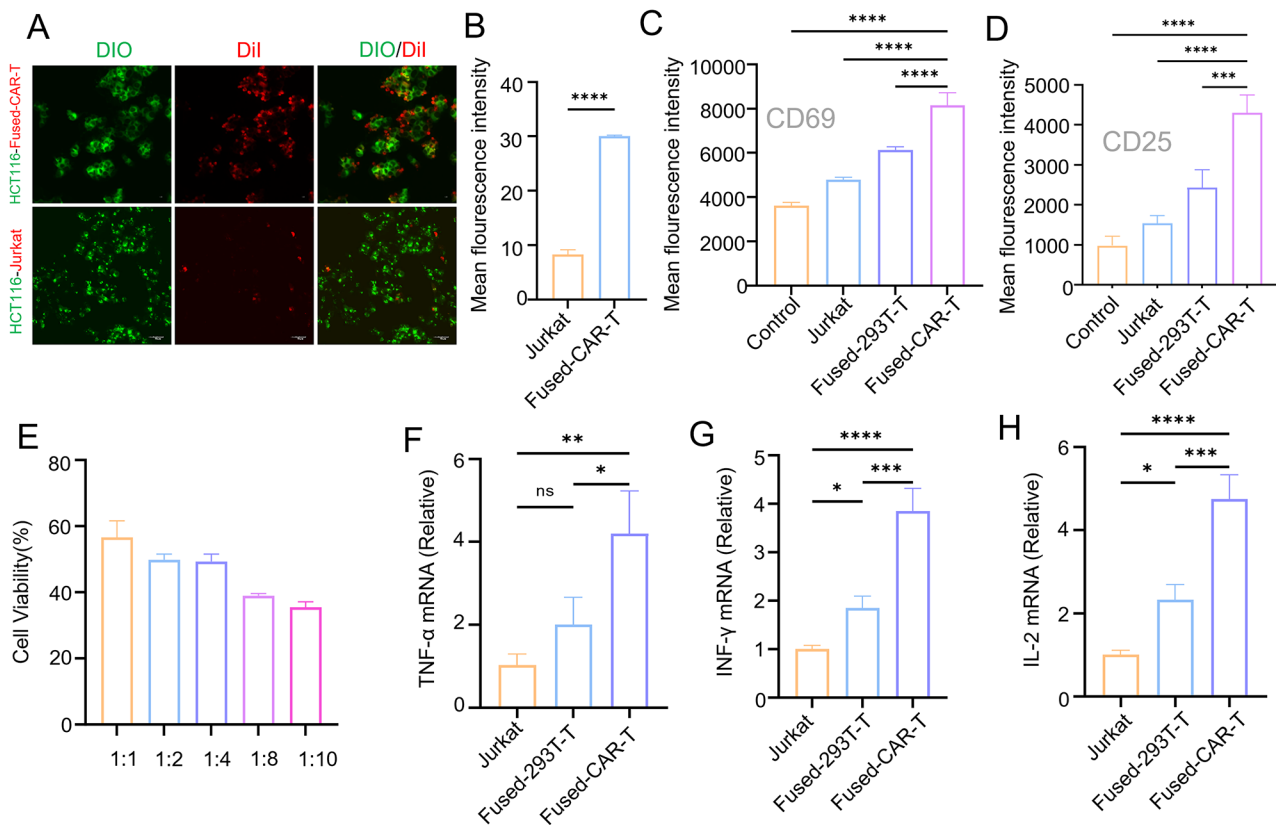 A
DIO
DiI
DIO/DiI
HCT116-Fused-CAR-T
HCT116-Jurkat
B
Mean flourescence intensity
40
30
20
10
0
****
Jurkat
Fused-CAR-T
C
Mean flourescence intensity
10000
8000
6000
4000
2000
0
CD69
****
****
****
Control
Jurkat
Fused-293T-T
Fused-CAR-T
D
Mean flourescence intensity
5000
4000
3000
2000
1000
0
CD25
****
****
***
Control
Jurkat
Fused-293T-T
Fused-CAR-T
E
Cell Viability(%)
80
60
40
20
0
1:1
1:2
1:4
1:8
1:10
F
TNF-α mRNA (Relative)
6
4
2
0
**
*
ns
Jurkat
Fused-293T-T
Fused-CAR-T
G
INF-γ mRNA (Relative)
5
4
3
2
1
0
****
***
*
Jurkat
Fused-293T-T
Fused-CAR-T
H
IL-2 mRNA (Relative)
6
4
2
0
****
***
*
Jurkat
Fused-293T-T
Fused-CAR-T